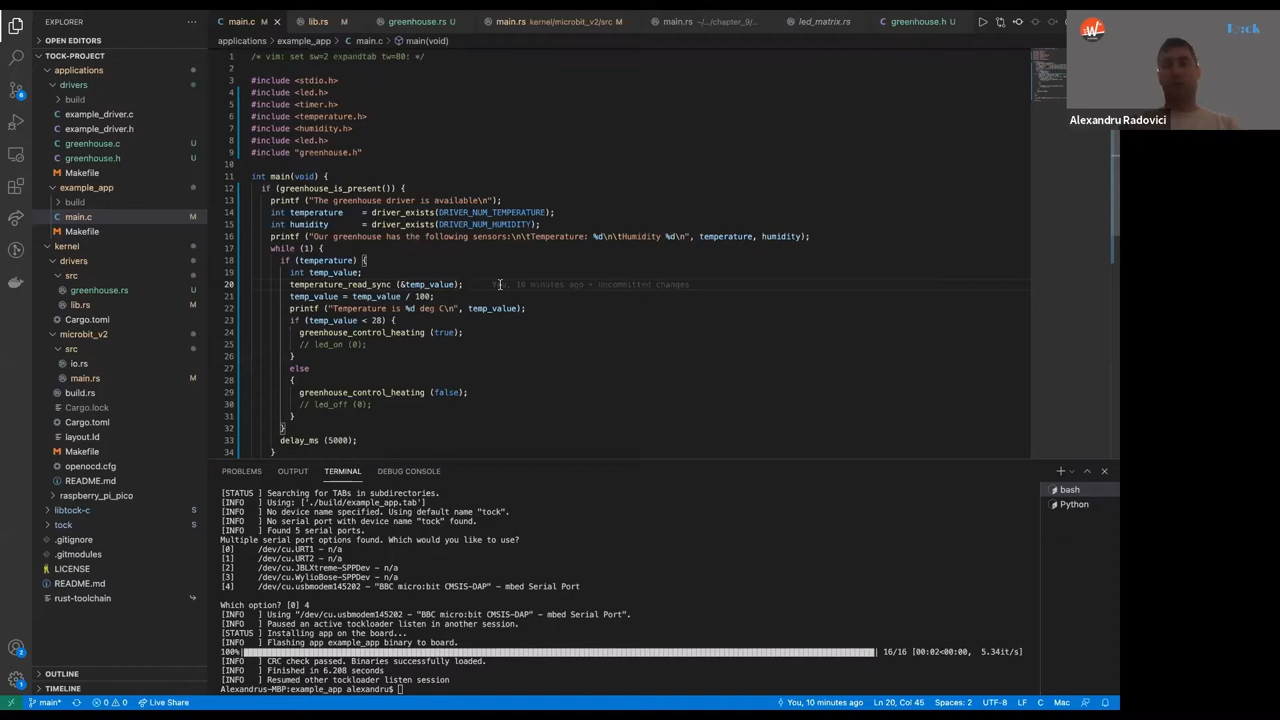 main.c
lib.rs M
greenhouse.rs U
main.rs kernel/microbit_v2/src M
main.rs ~/.../chapter_9/...
led_matrix.rs
greenhouse.h U
EXPLORER
OPEN EDITORS
TOCK-PROJECT
applications
drivers
build
example_driver.c
example_driver.h
greenhouse.c U
greenhouse.h U
Makefile
example_app
build
main.c M
Makefile
kernel
drivers
src
greenhouse.rs U
lib.rs M
Cargo.toml
microbit_v2
src
io.rs
main.rs M
build.rs
Cargo.lock
Cargo.toml
layout.ld
Makefile
openocd.cfg
README.md
raspberry_pi_pico
libtock-c
tock
.gitignore
.gitmodules
LICENSE
README.md
rust-toolchain
OUTLINE
TIMELINE
applications > example_app > main.c > main(void)
1 /* vim: set sw=2 expandtab tw=80: */
2
3 #include <stdio.h>
4 #include <led.h>
5 #include <timer.h>
6 #include <temperature.h>
7 #include <humidity.h>
8 #include <led.h>
9 #include "greenhouse.h"
10
11 int main(void) {
12 if (greenhouse_is_present()) {
13 printf ("The greenhouse driver is available\n");
14 int temperature = driver_exists(DRIVER_NUM_TEMPERATURE);
15 int humidity = driver_exists(DRIVER_NUM_HUMIDITY);
16 printf ("Our greenhouse has the following sensors:\n\tTemperature: %d\n\tHumidity %d\n", temperature, humidity);
17 while (1) {
18 if (temperature) {
19 int temp_value;
20 temperature_read_sync (&temp_value); You, 10 minutes ago • Uncommitted changes
21 temp_value = temp_value / 100;
22 printf ("Temperature is %d deg C\n", temp_value);
23 if (temp_value < 28) {
24 greenhouse_control_heating (true);
25 // led_on (0);
26 }
27 else
28 {
29 greenhouse_control_heating (false);
30 // led_off (0);
31 }
32 }
33 delay_ms (5000);
34 }
PROBLEMS OUTPUT TERMINAL DEBUG CONSOLE
[STATUS ] Searching for TABs in subdirectories.
[INFO ] Using: ['./build/example_app.tab']
[INFO ] No device name specified. Using default name "tock".
[INFO ] No serial port with device name "tock" found.
[INFO ] Found 5 serial ports.
Multiple serial port options found. Which would you like to use?
[0] /dev/cu.URT1 - n/a
[1] /dev/cu.URT2 - n/a
[2] /dev/cu.JBLXtreme-SPPDev - n/a
[3] /dev/cu.WylioBose-SPPDev - n/a
[4] /dev/cu.usbmodem145202 - "BBC micro:bit CMSIS-DAP" - mbed Serial Port
Which option? [0] 4
[INFO ] Using "/dev/cu.usbmodem145202 - "BBC micro:bit CMSIS-DAP" - mbed Serial Port".
[INFO ] Paused an active tockloader listen in another session.
[STATUS ] Installing app on the board...
[INFO ] Flashing app example_app binary to board.
100% 16/16 [00:02<00:00, 5.34it/s]
[INFO ] CRC check passed. Binaries successfully loaded.
[INFO ] Finished in 6.208 seconds
[INFO ] Resumed other tockloader listen session
Alexandrus-MBP:example_app alexandru$
bash
Python
Alexandru Radovici
main* 0 0 Live Share You, 10 minutes ago Ln 20, Col 45 Spaces: 2 UTF-8 LF C Mac